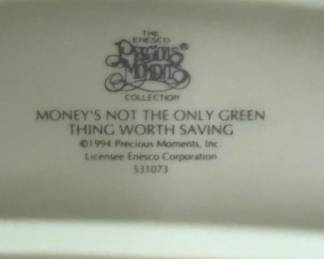 THE
ENESCO
Precious
Moments®
COLLECTION
MONEY'S NOT THE ONLY GREEN
THING WORTH SAVING
©1994 Precious Moments, Inc.
Licensee Enesco Corporation
531073